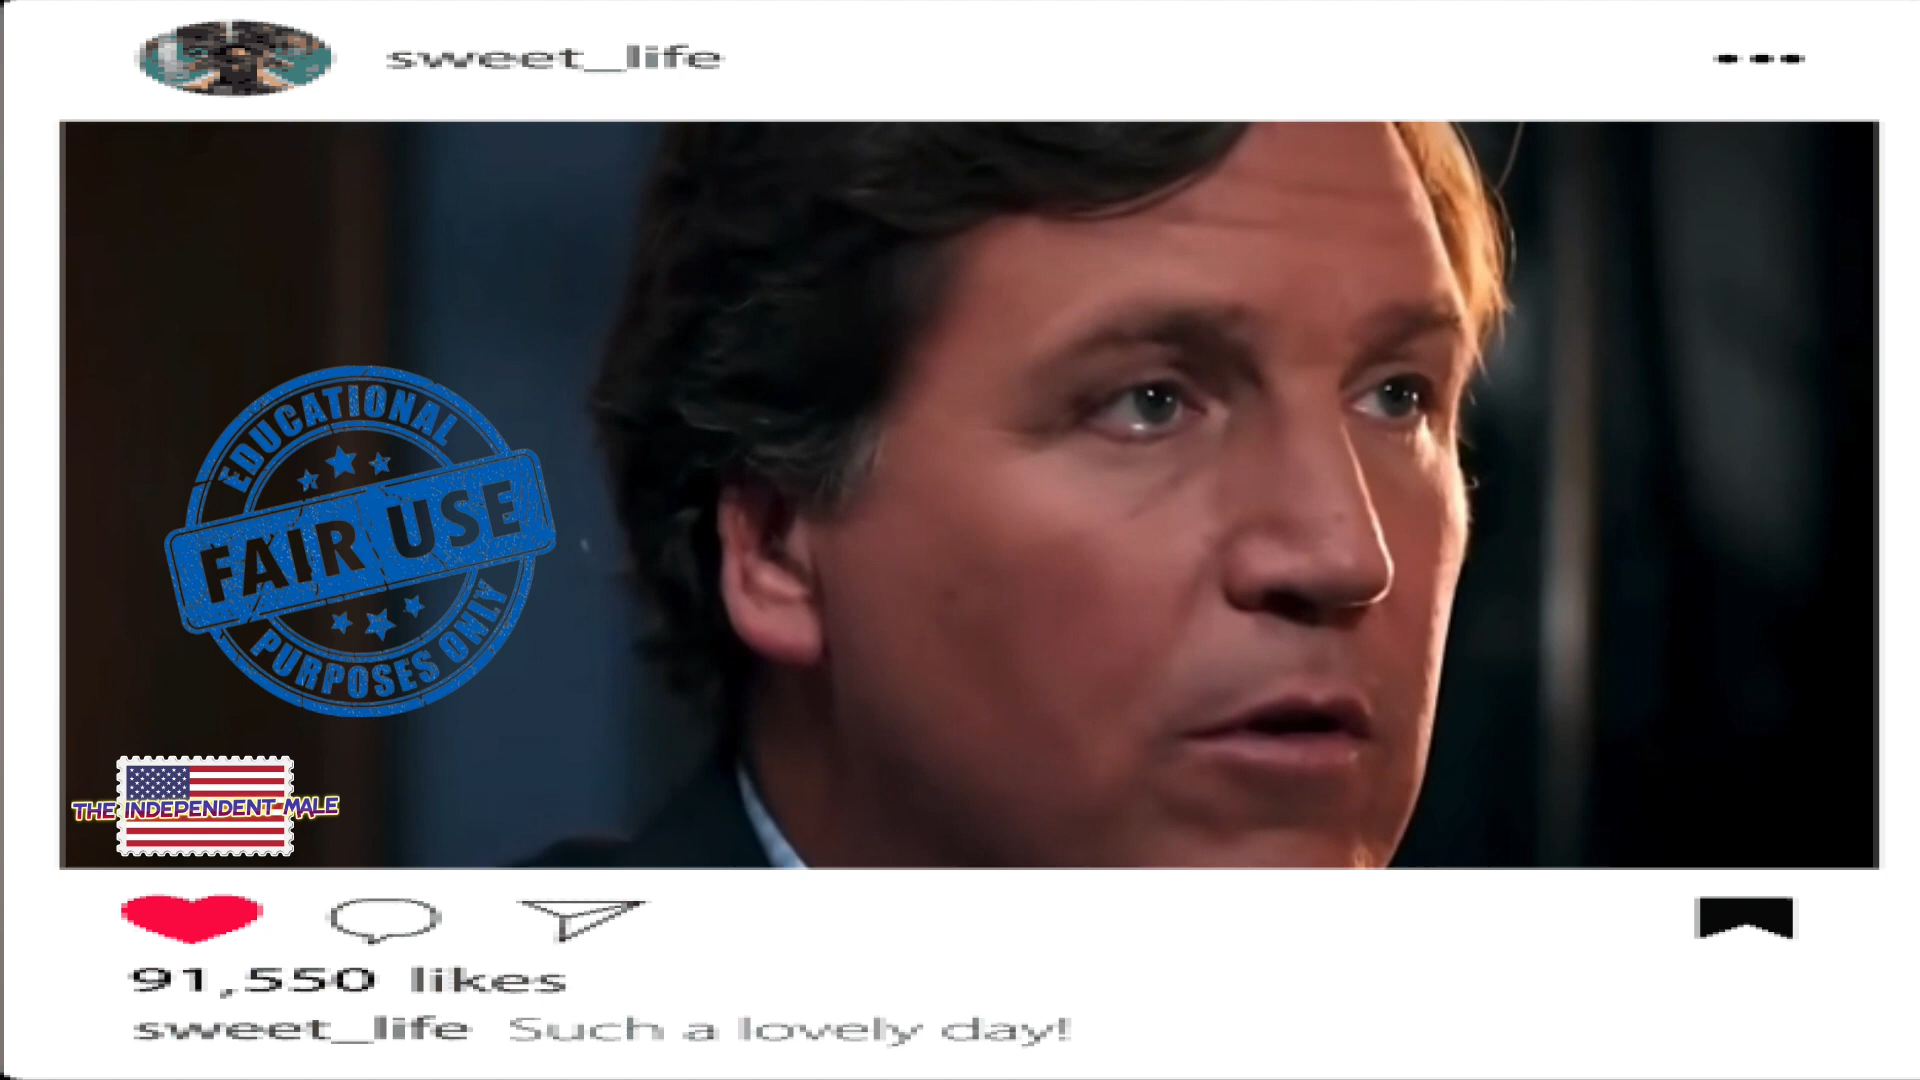 sweet_life
EDUCATIONAL
FAIR USE
PURPOSES ONLY
THE INDEPENDENT MALE
91,550 likes
sweet_life Such a lovely day!